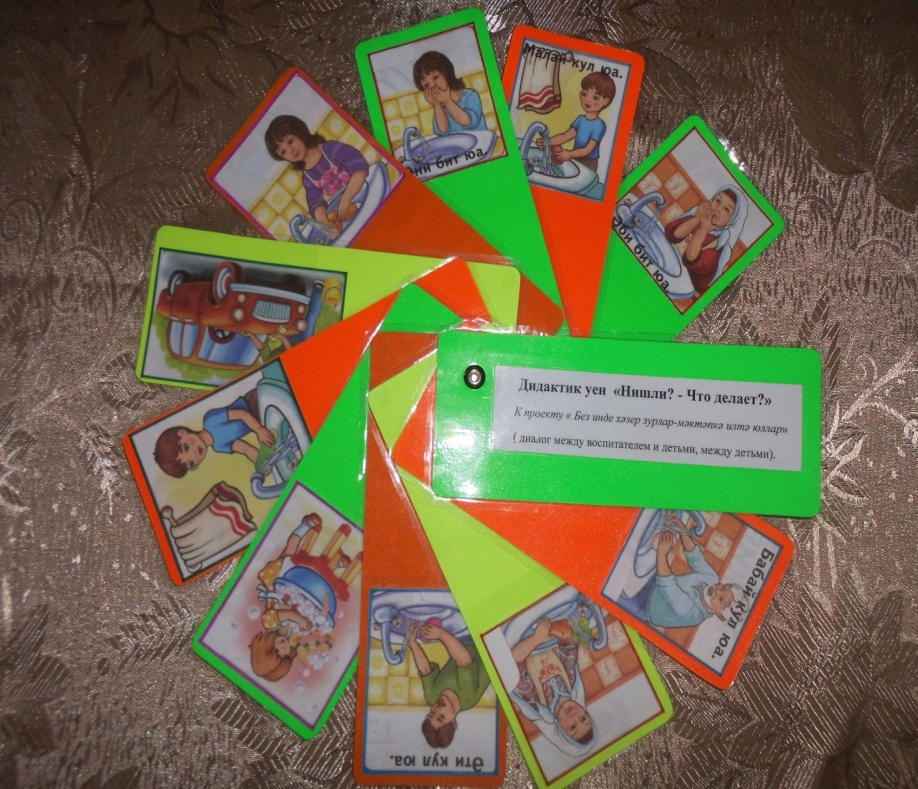 Дидактик уен «Нишли? - Что делает?»
К проекту « Без инде хәзер зурлар-мәктәпкә илтә юллар»
( диалог между воспитателем и детьми, между детьми).
Малай кул юа.
Әни бит юа.
Әби бит юа.
Бабай кул юа.
Әти кул юа.